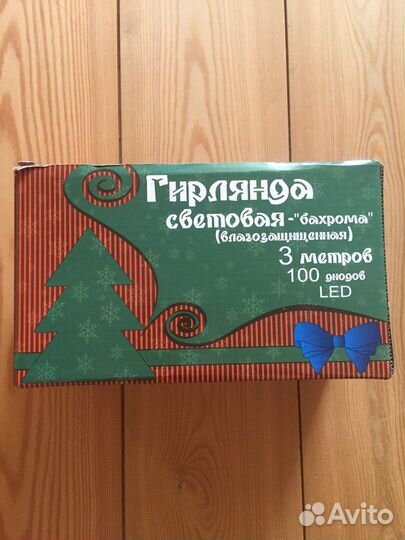 Гирлянда
световая-"бахрома"
(влагозащищенная)
3 метров
100 диодов
LED
Avito